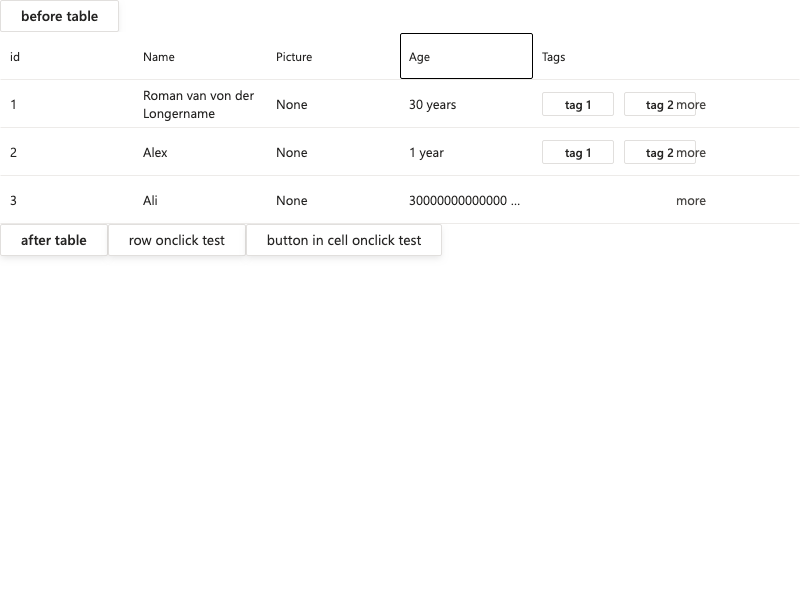 before table
id Name Picture Age Tags
1 Roman van von der Longername None 30 years tag 1 tag 2 more
2 Alex None 1 year tag 1 tag 2 more
3 Ali None 30000000000000 ... more
after table row onclick test button in cell onclick test